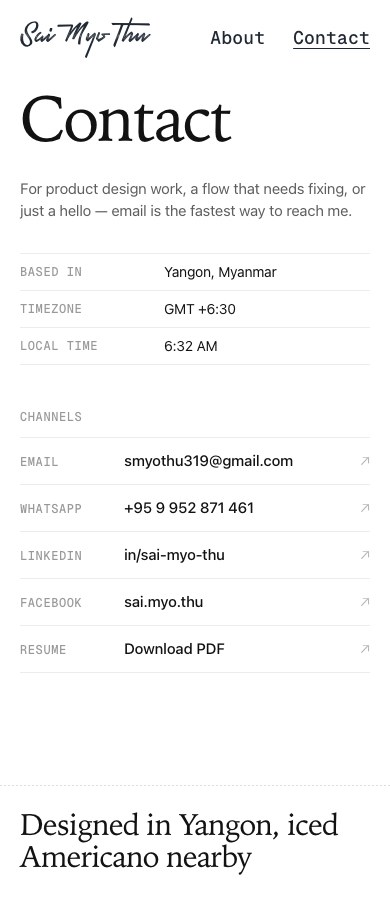 Sai Myo Thu
About
Contact
Contact
For product design work, a flow that needs fixing, or
just a hello — email is the fastest way to reach me.
BASED IN Yangon, Myanmar
TIMEZONE GMT +6:30
LOCAL TIME 6:32 AM
CHANNELS
EMAIL smyothu319@gmail.com ↗
WHATSAPP +95 9 952 871 461 ↗
LINKEDIN in/sai-myo-thu ↗
FACEBOOK sai.myo.thu ↗
RESUME Download PDF ↗
Designed in Yangon, iced
Americano nearby